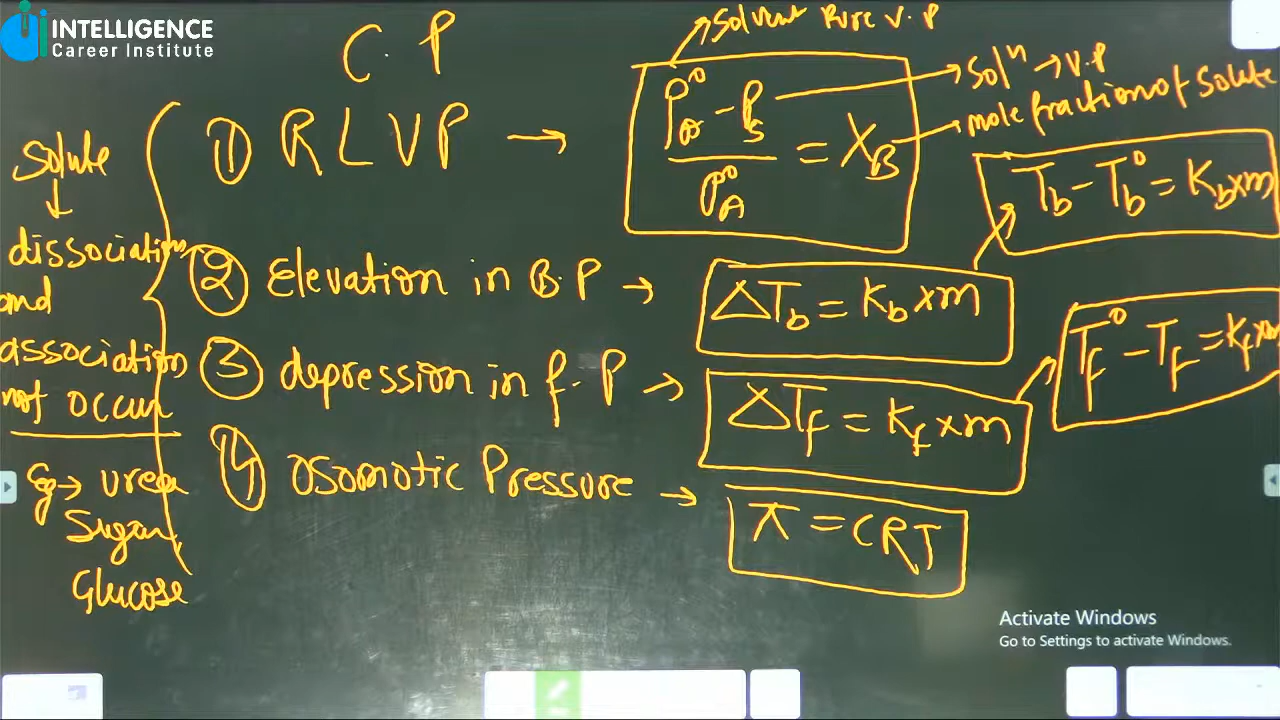 INTELLIGENCE
Career Institute
C.P
Solvent Pure V.P
① RLVP → P°A - Ps / P°A = XB
Solⁿ → V.P
mole fraction of Solute
Solute
↓
dissociation
and
association
not occur
② Elevation in B.P → ΔTb = Kb×m
Tb - Tb° = Kb×m
③ depression in f.P → ΔTf = Kf×m
Tf° - Tf = Kf×m
④ Osomotic Pressure → π = CRT
Eg → Urea
Sugar
Glucose
Activate Windows
Go to Settings to activate Windows.